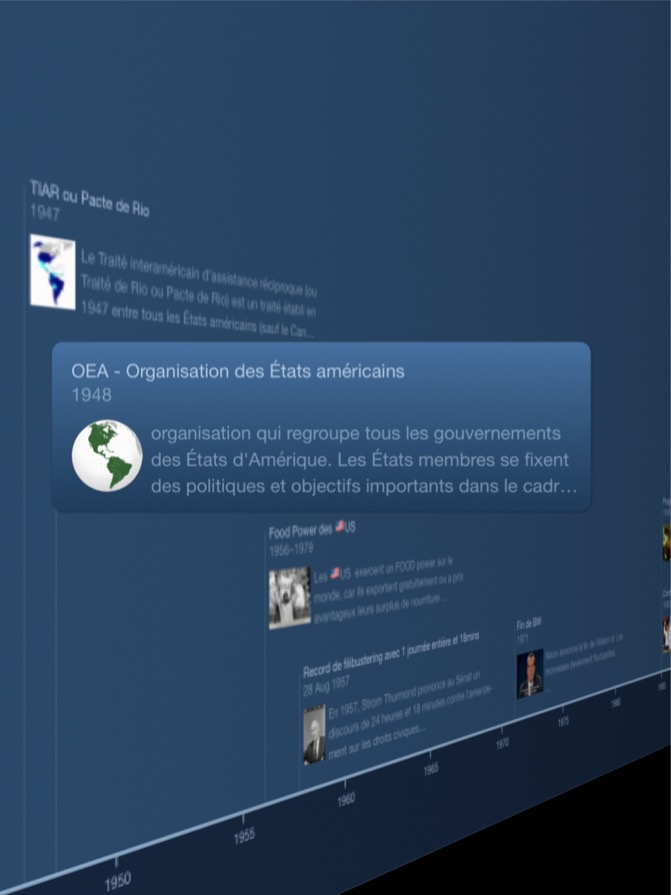 TIAR ou Pacte de Rio
1947
Le Traité interaméricain d'assistance réciproque (ou
Traité de Rio ou Pacte de Rio) est un traité établi en
1947 entre tous les États américains (sauf le Can...
OEA - Organisation des États américains
1948
organisation qui regroupe tous les gouvernements
des États d'Amérique. Les États membres se fixent
des politiques et objectifs importants dans le cadr...
Food Power des 🇺🇸US
1956–1979
Les 🇺🇸US exercent un FOOD power sur le
monde, car ils exportent gratuitement ou a prix
avantageux leurs surplus de nourriture ...
Record de filibustering avec 1 journée entière et 18mins
28 Aug 1957
En 1957, Strom Thurmond prononce au Sénat un
discours de 24 heures et 18 minutes contre l'amende-
ment sur les droits civiques...
Fin de BW
1971
Nixon annonce la fin de Les
monnaies deviennent fluctuantes.
...
1950
1955
1960
1965
1970
1975
1980